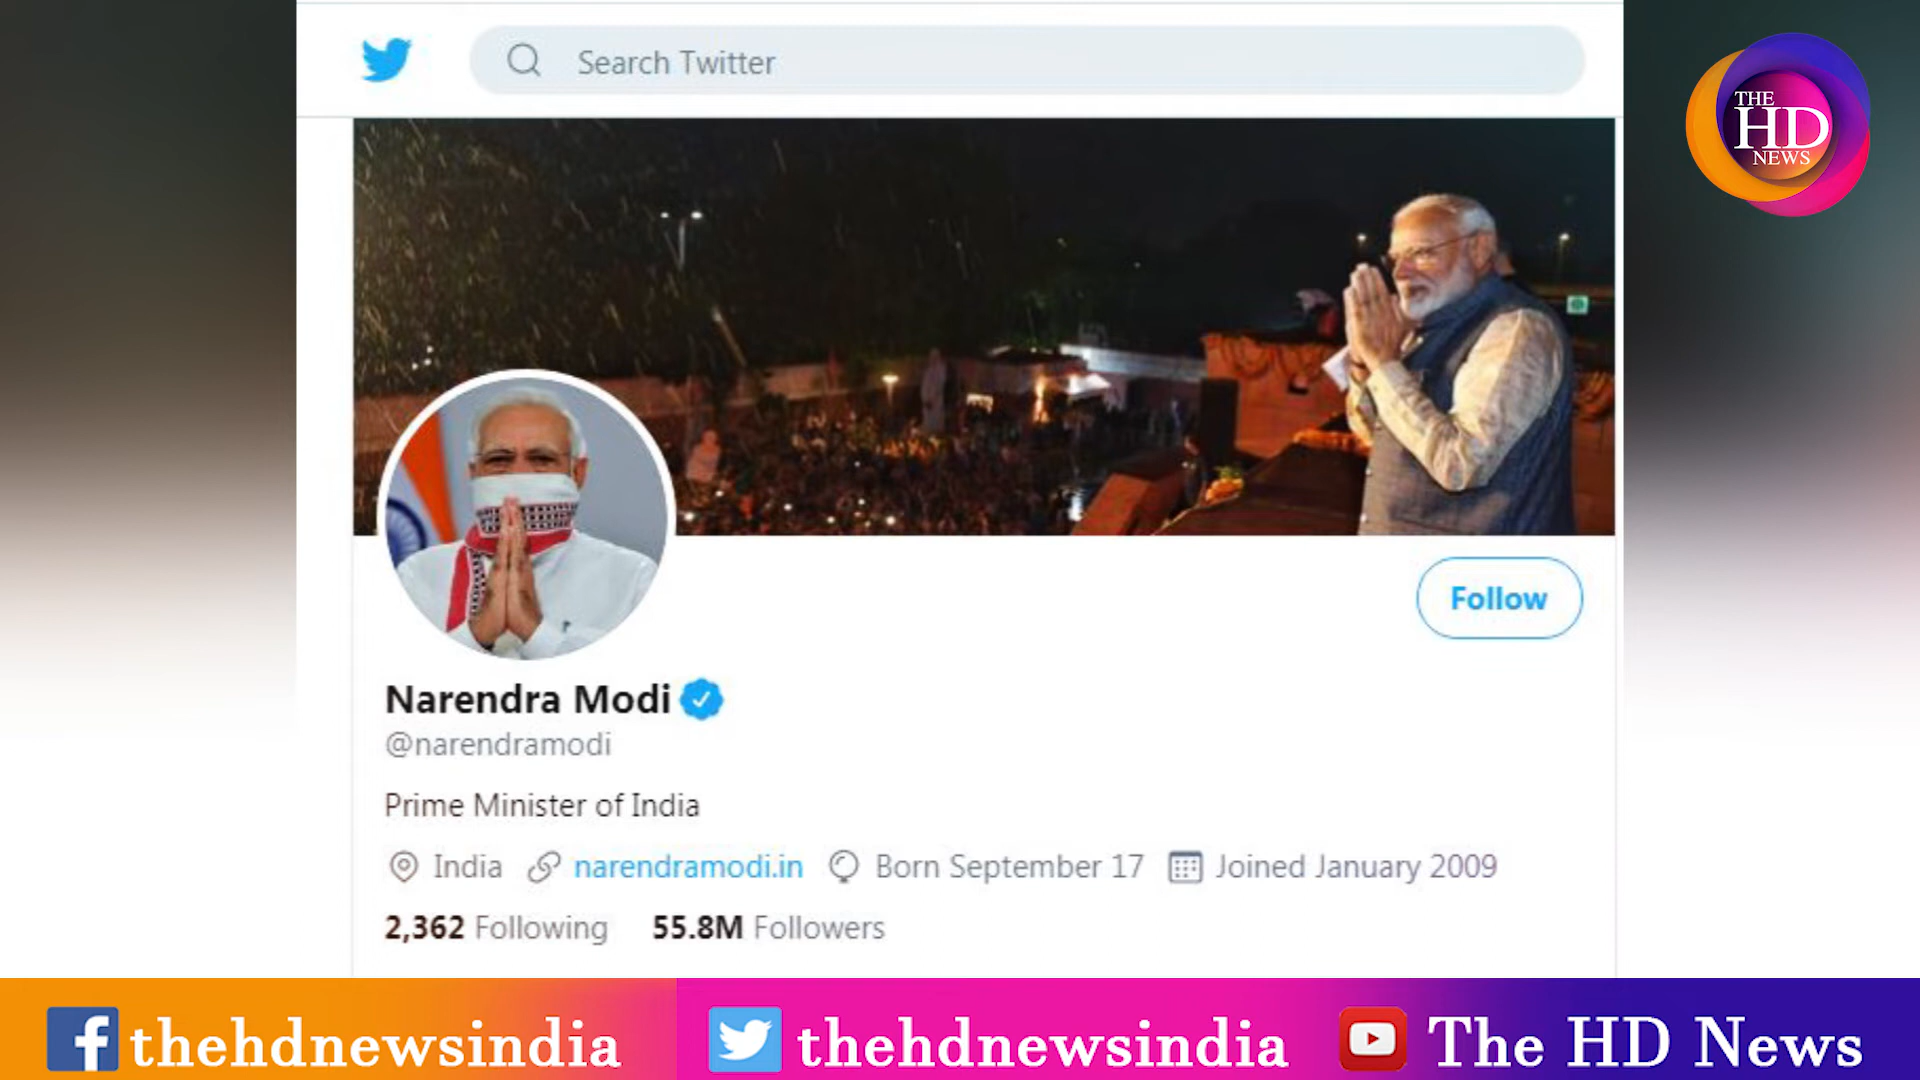 Search Twitter
THE
HD
NEWS
Follow
Narendra Modi
@narendramodi
Prime Minister of India
India narendramodi.in Born September 17 Joined January 2009
2,362 Following 55.8M Followers
thehdnewsindia thehdnewsindia The HD News